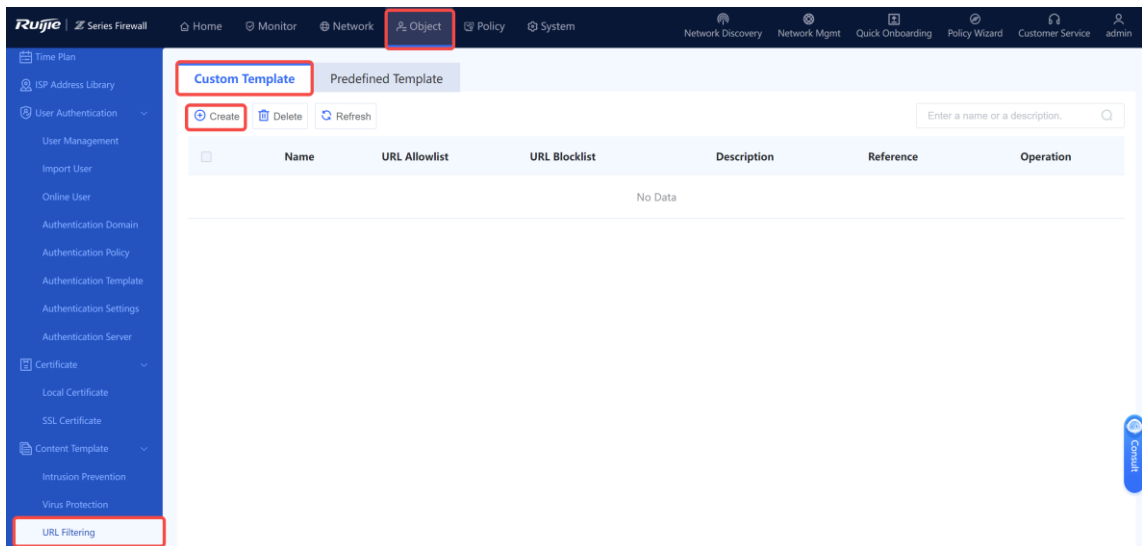 Ruijie | Z Series Firewall
Home Monitor Network Object Policy System
Network Discovery Network Mgmt Quick Onboarding Policy Wizard Customer Service admin
Time Plan
ISP Address Library
User Authentication
User Management
Import User
Online User
Authentication Domain
Authentication Policy
Authentication Template
Authentication Settings
Authentication Server
Certificate
Local Certificate
SSL Certificate
Content Template
Intrusion Prevention
Virus Protection
URL Filtering
Custom Template Predefined Template
Create Delete Refresh Enter a name or a description.
Name URL Allowlist URL Blocklist Description Reference Operation
No Data
Consult